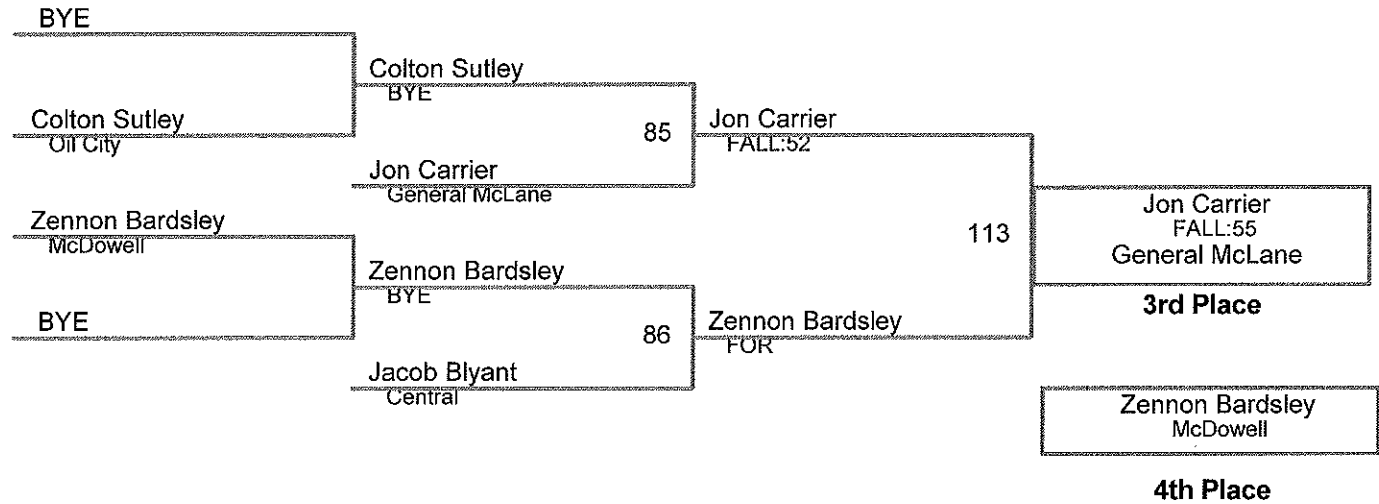 BYE
Colton Sutley
BYE
Colton Sutley
Oil City
85
Jon Carrier
FALL:52
Jon Carrier
General McLane
Zennon Bardsley
McDowell
113
Jon Carrier
FALL:55
General McLane
3rd Place
Zennon Bardsley
BYE
BYE
86
Zennon Bardsley
FOR
Jacob Blyant
Central
Zennon Bardsley
McDowell
4th Place